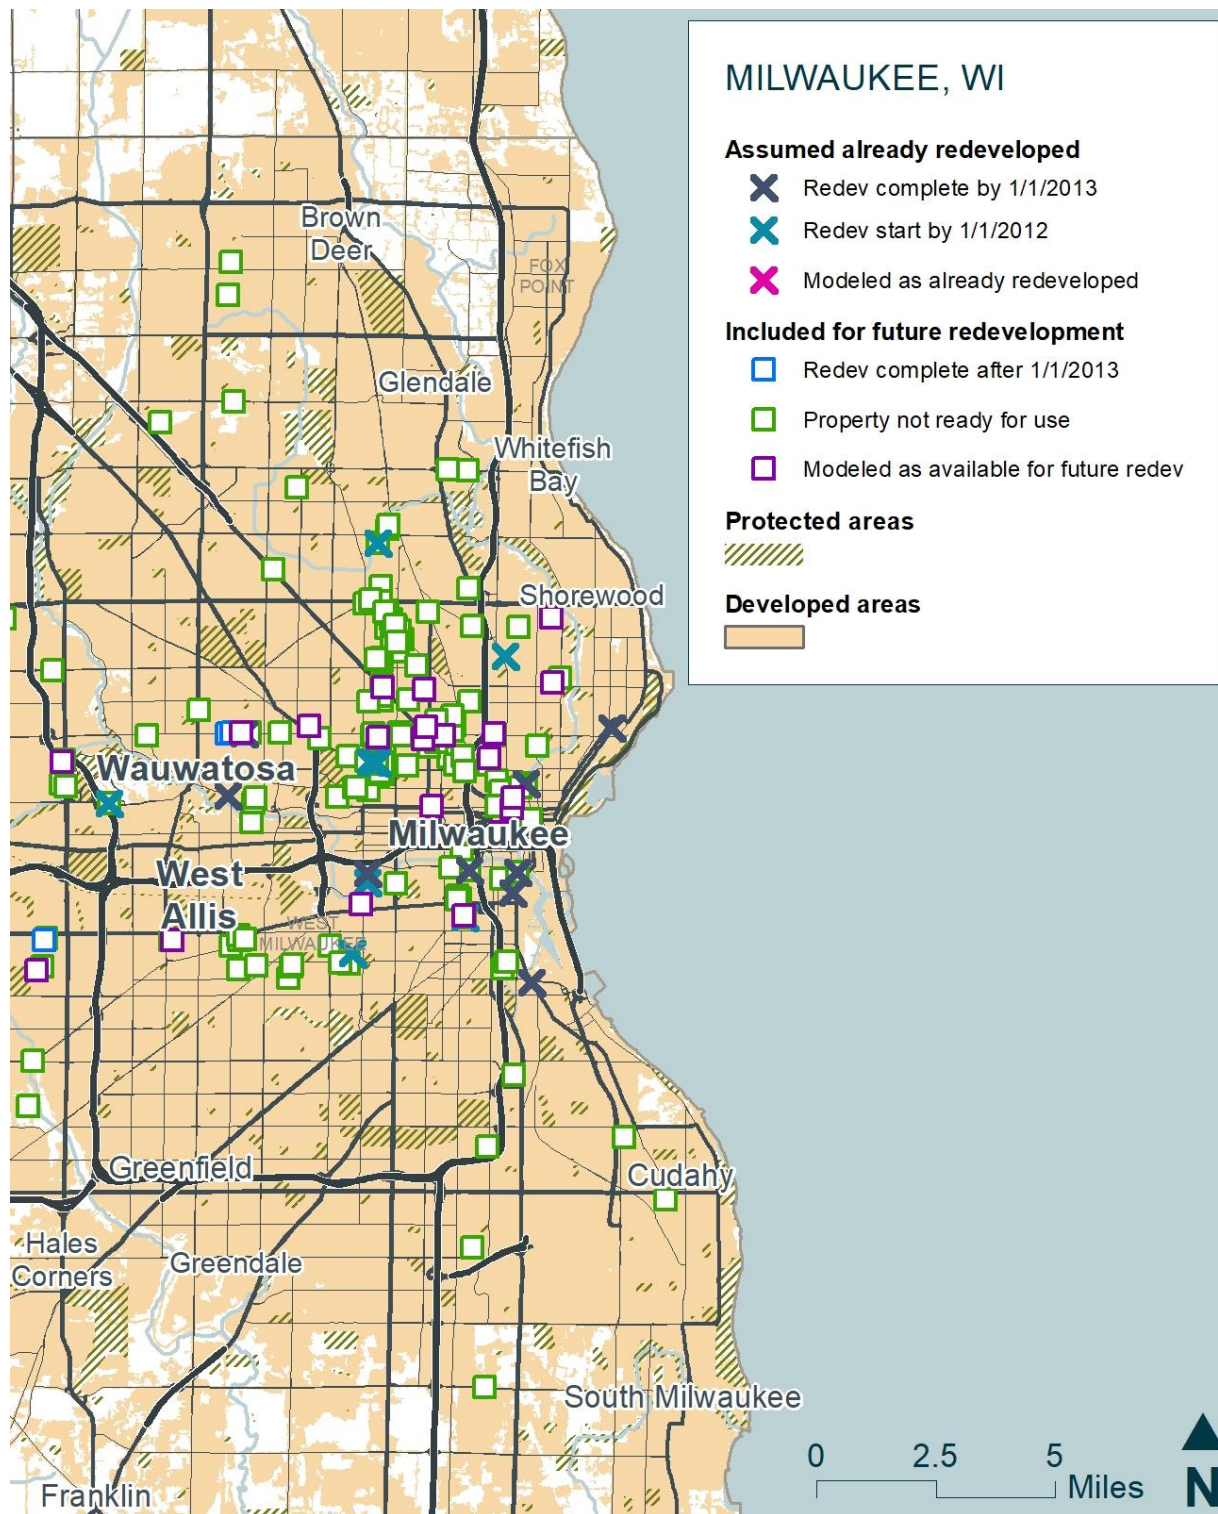 MILWAUKEE, WI
Assumed already redeveloped
Redev complete by 1/1/2013
Redev start by 1/1/2012
Modeled as already redeveloped
Included for future redevelopment
Redev complete after 1/1/2013
Property not ready for use
Modeled as available for future redev
Protected areas
Developed areas
Brown
Deer
FOX
POINT
Glendale
Whitefish
Bay
Shorewood
Wauwatosa
Milwaukee
West
Allis
WEST
MILWAUKEE
Greenfield
Cudahy
Hales
Corners
Greendale
South Milwaukee
Franklin
0 2.5 5
Miles
N